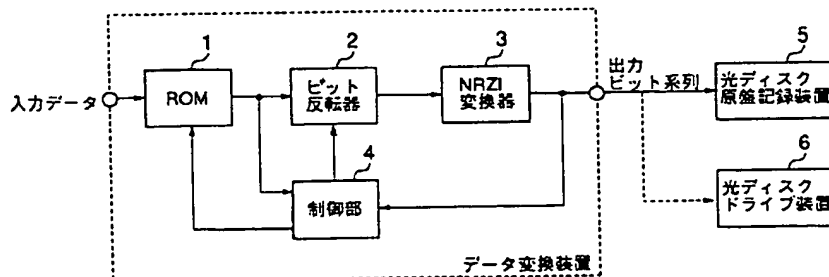 1
2
3
5
入力データ
ROM
ビット
反転器
NRZI
変換器
出力
ビット系列
光ディスク
原盤記録装置
4
制御部
6
光ディスク
ドライブ装置
データ変換装置